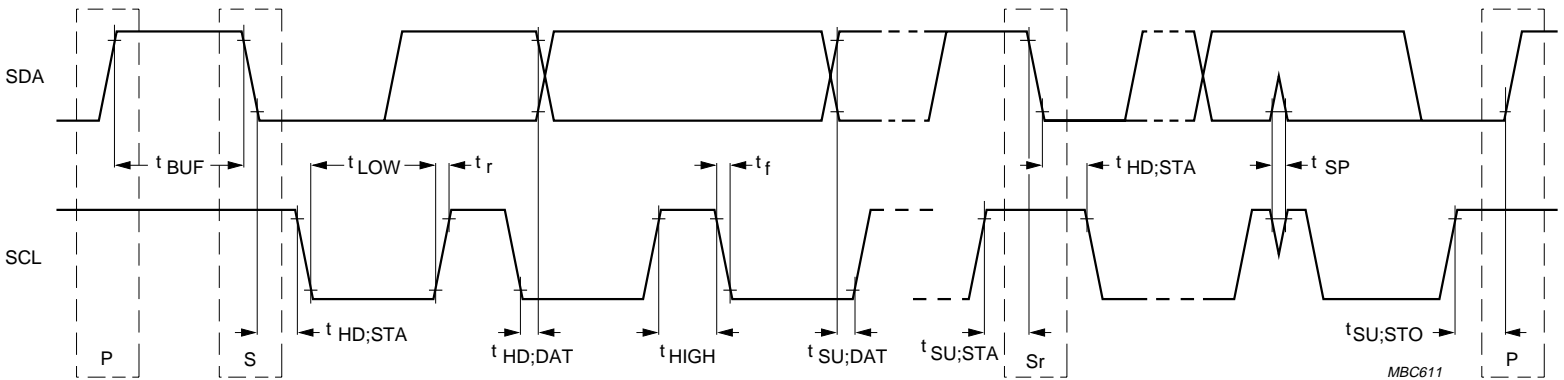 SDA
t BUF
t LOW
t r
t f
t HD;STA
t SP
SCL
t HD;STA
t HD;DAT
t HIGH
t SU;DAT
t SU;STA
t SU;STO
P
S
Sr
P
MBC611